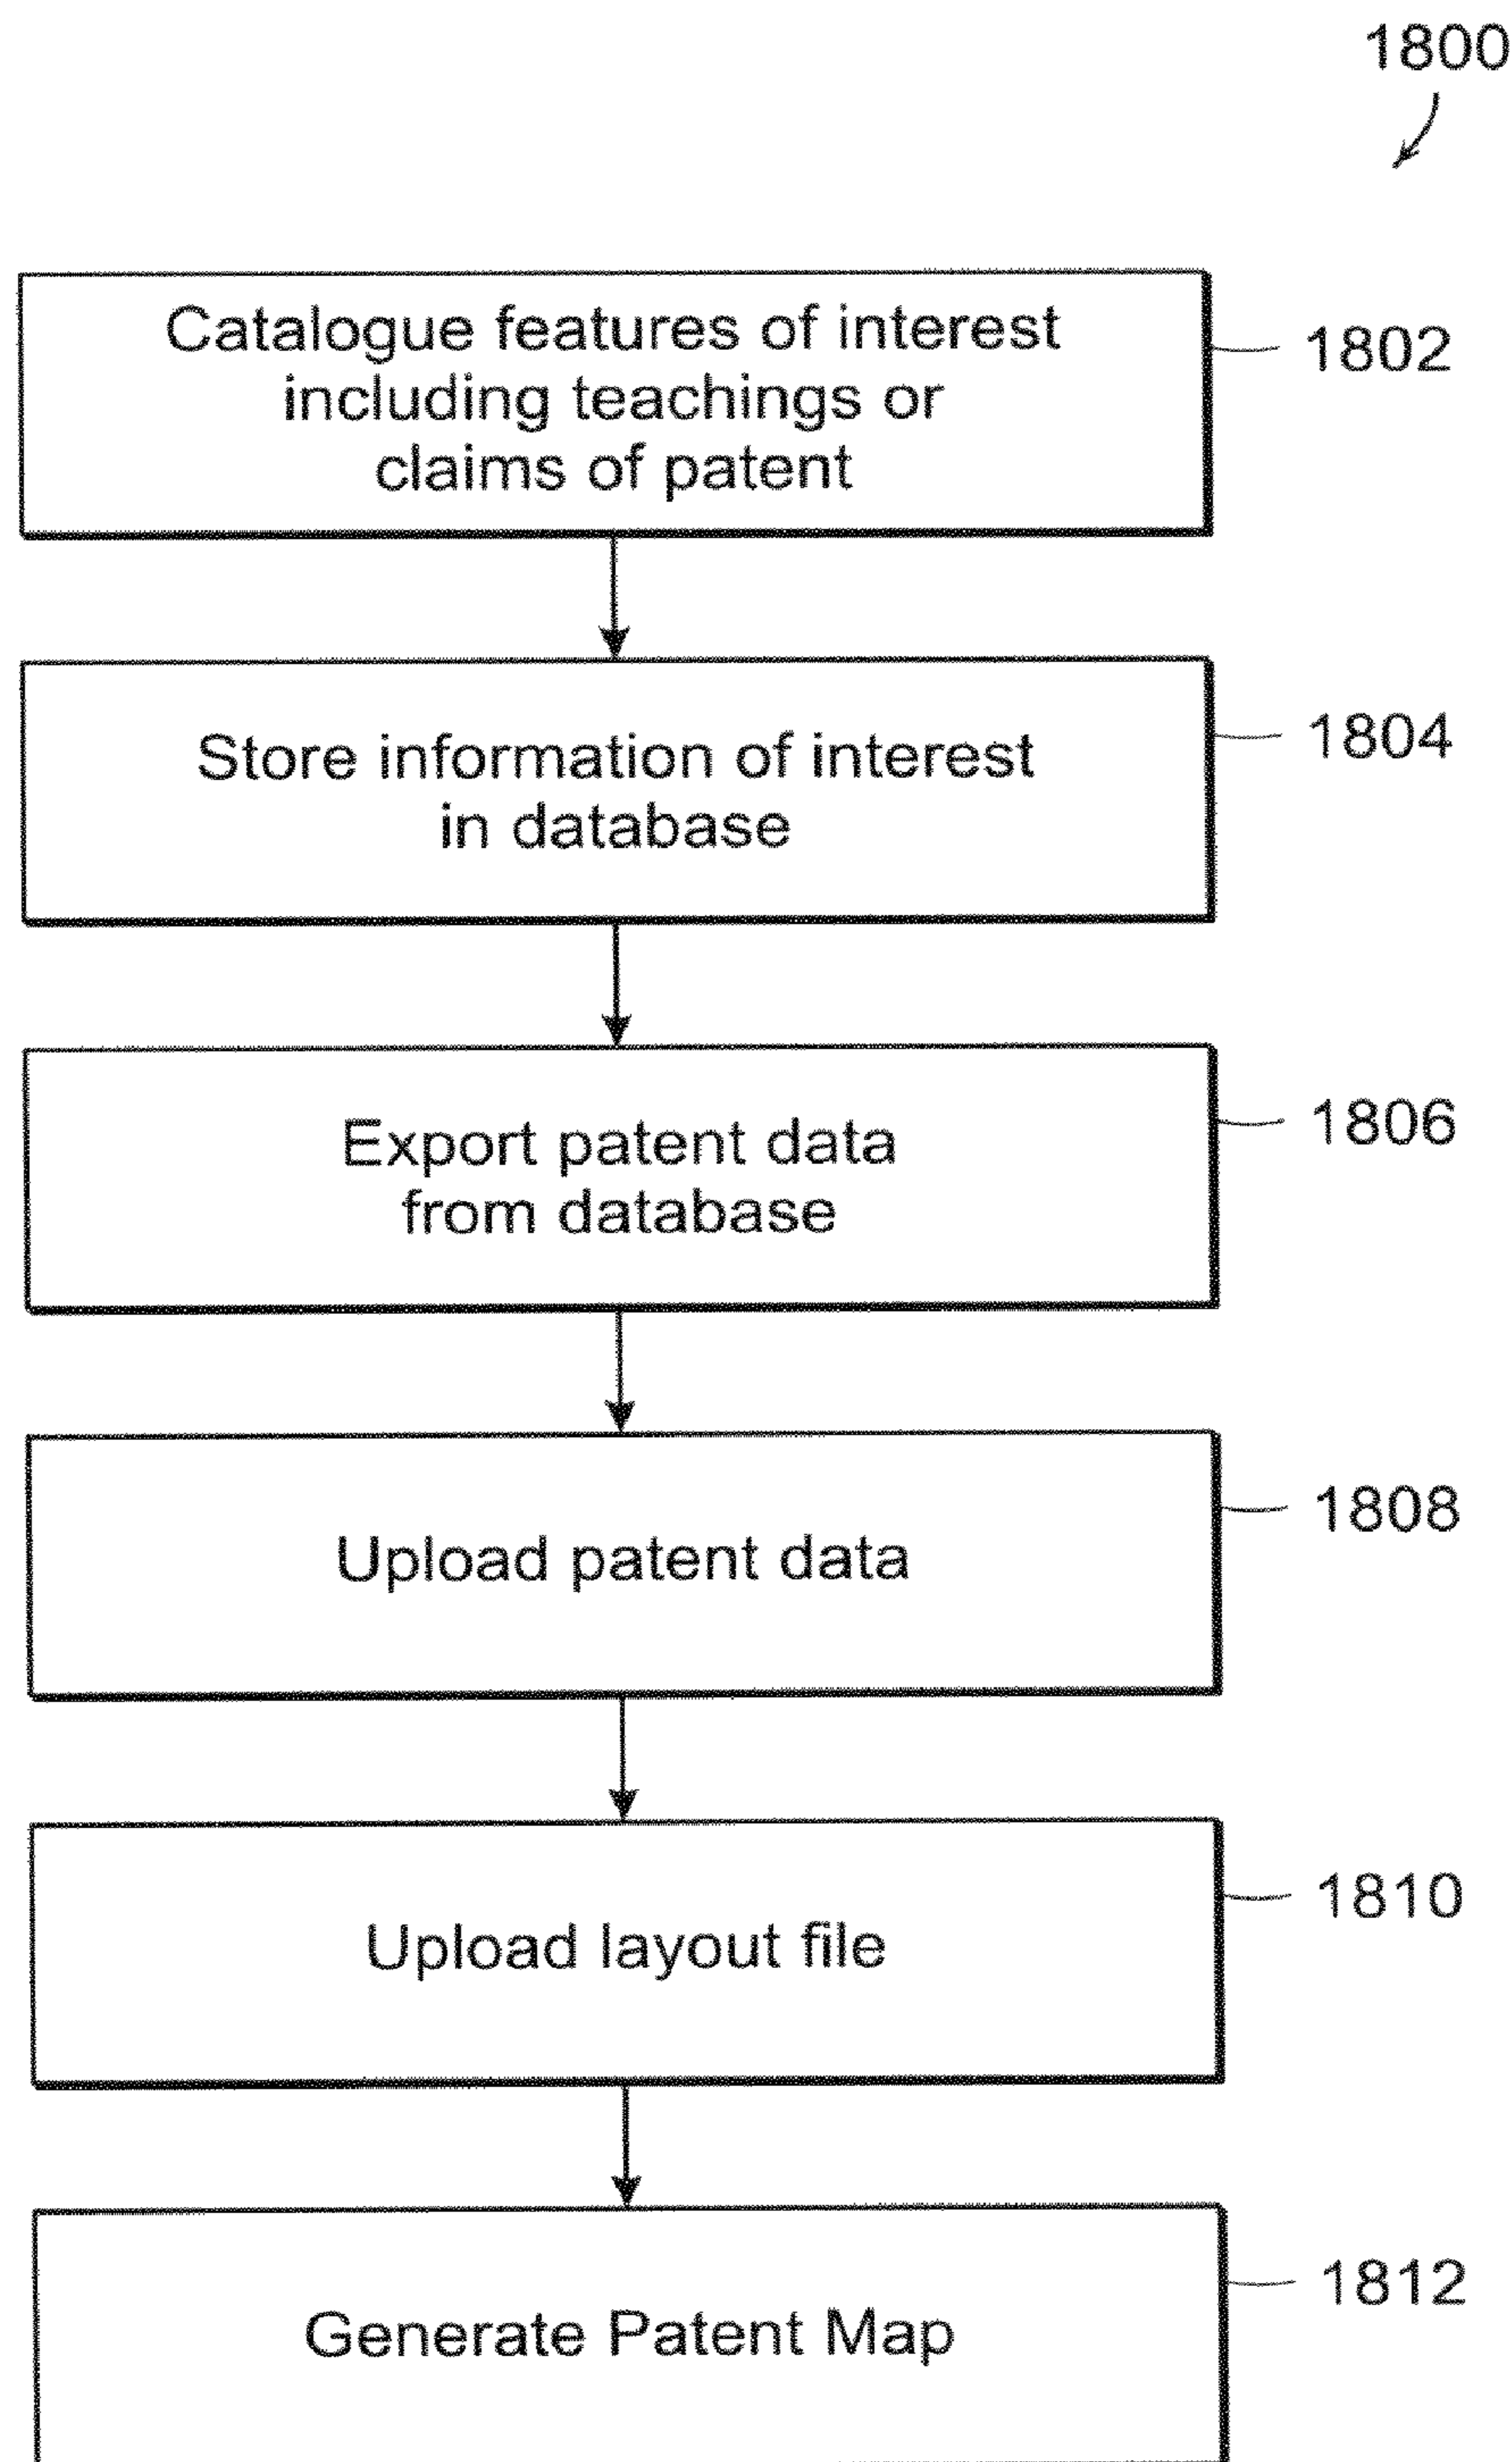 1800
Catalogue features of interest
including teachings or
claims of patent
1802
Store information of interest
in database
1804
Export patent data
from database
1806
Upload patent data
1808
Upload layout file
1810
Generate Patent Map
1812